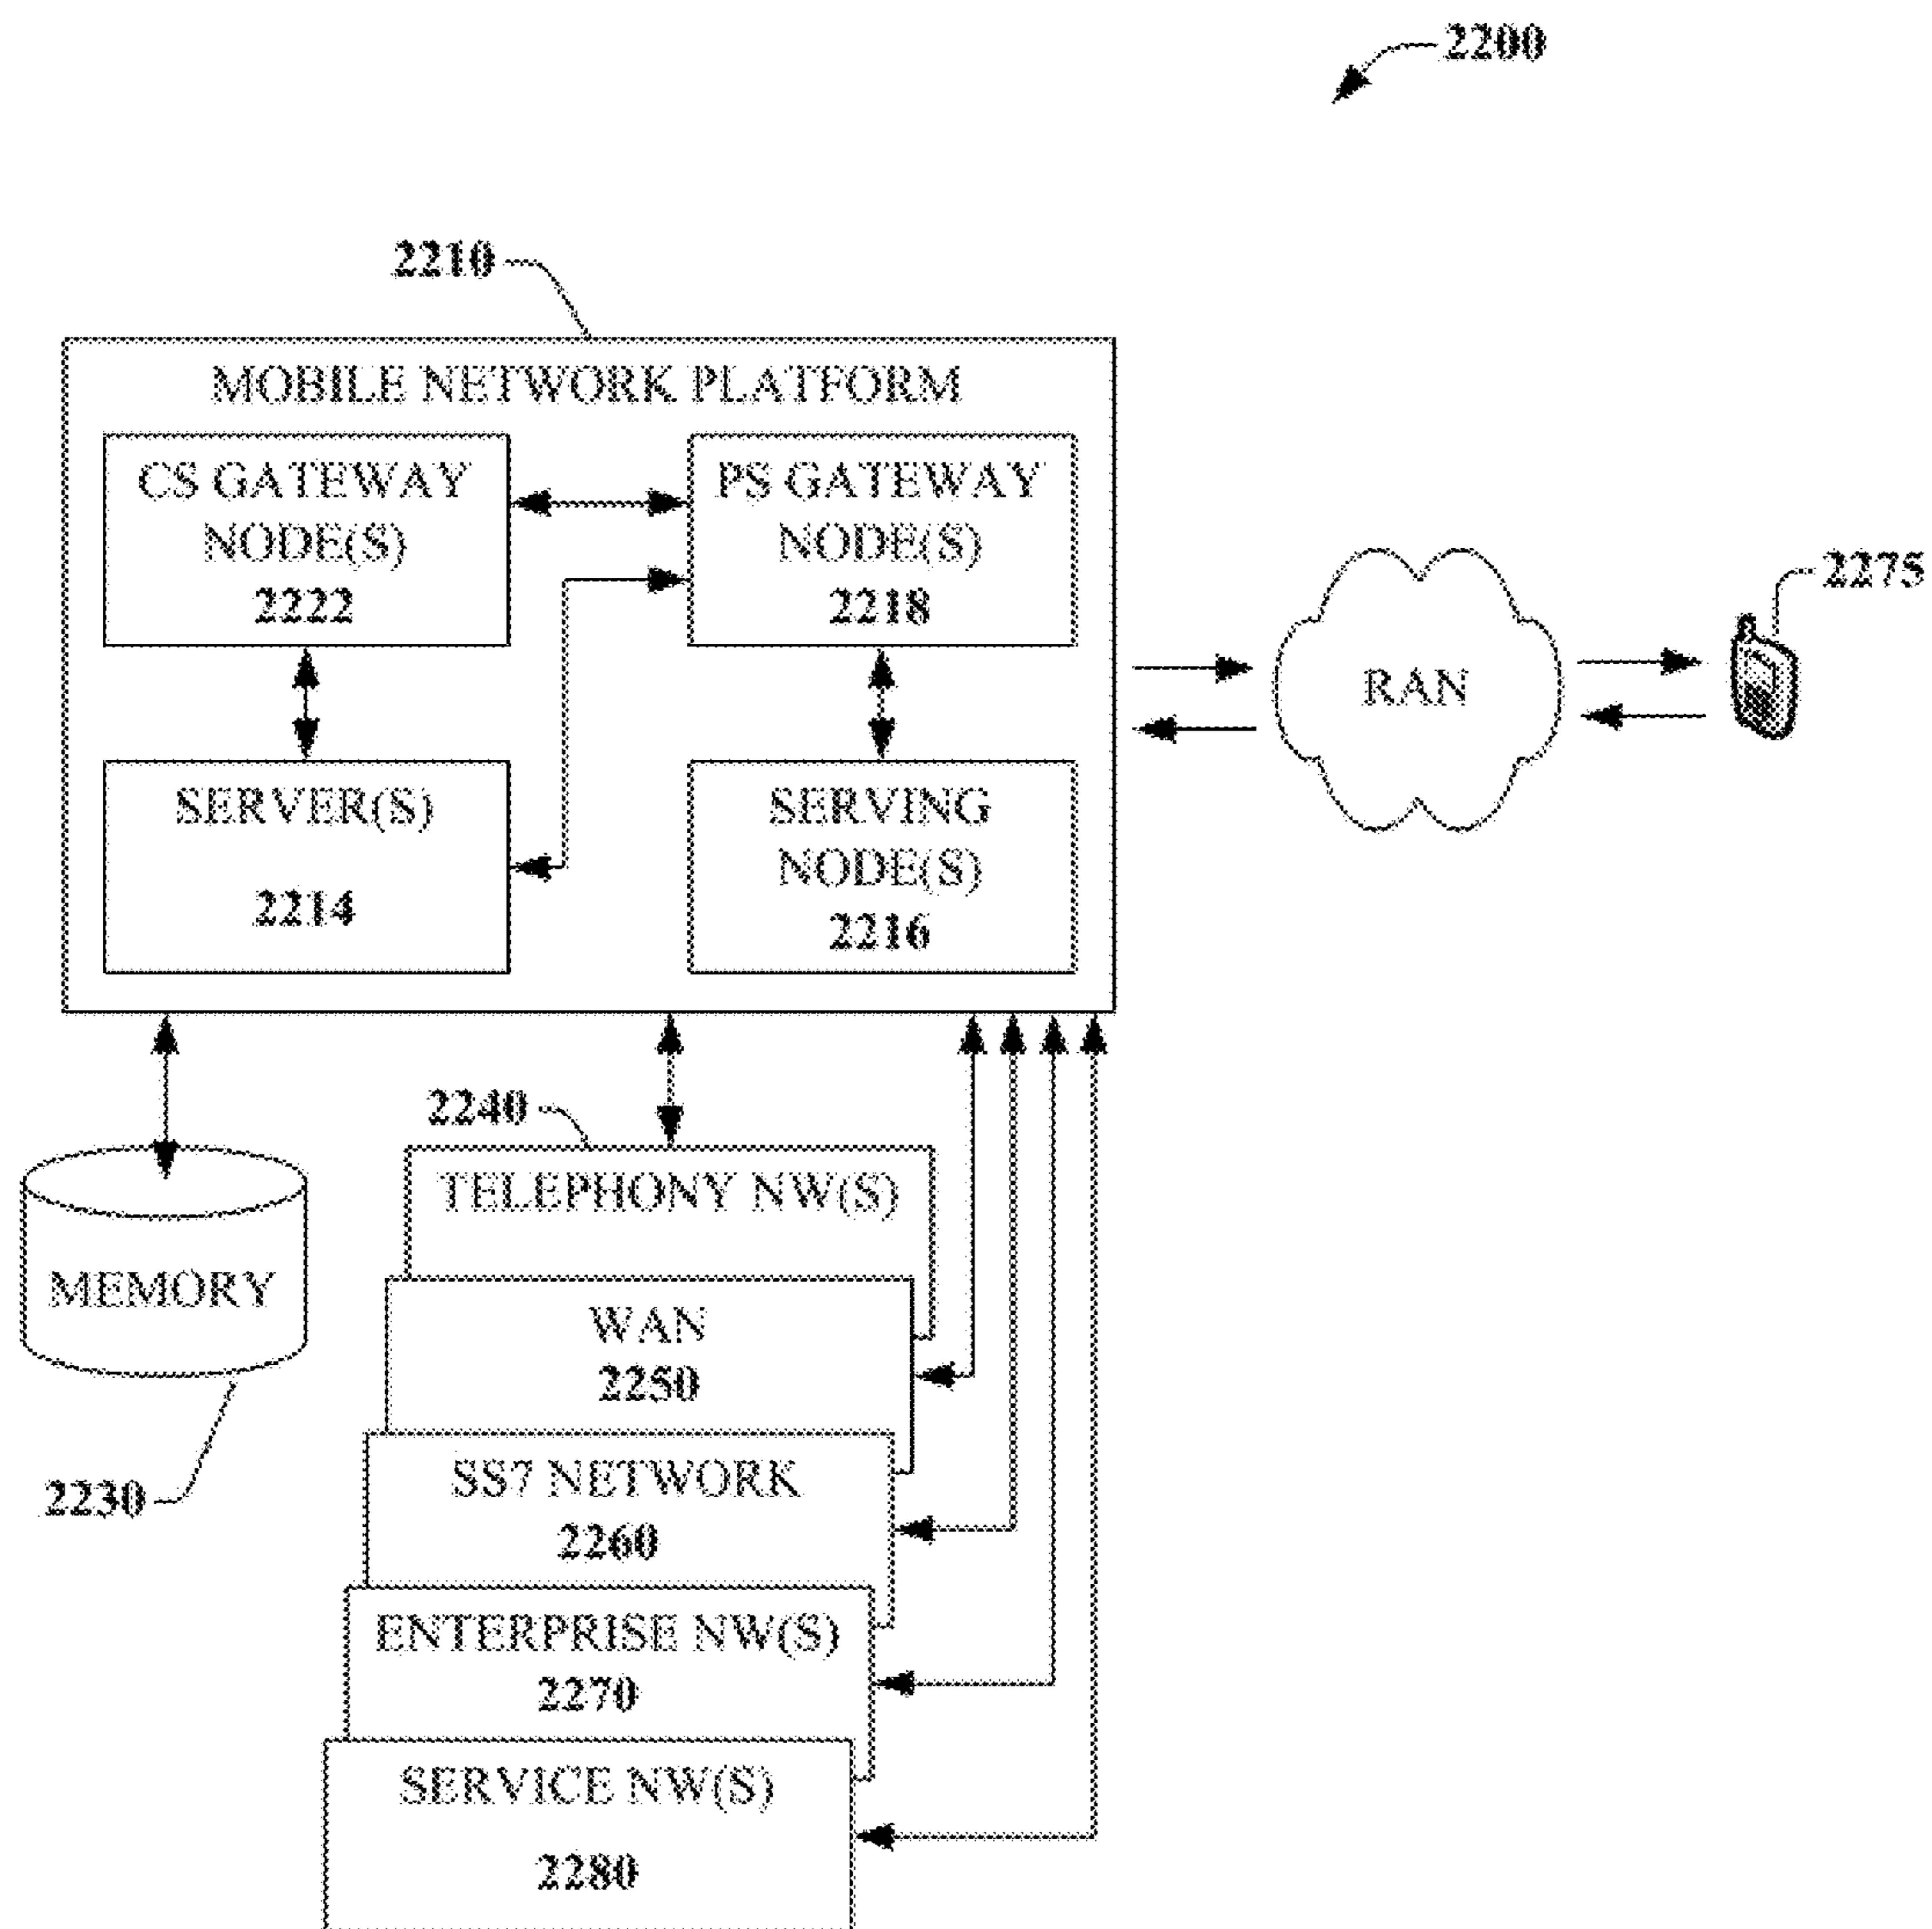 2200
2210
MOBILE NETWORK PLATFORM
CS GATEWAY
NODE(S)
2222
PS GATEWAY
NODE(S)
2218
SERVER(S)
2214
SERVING
NODE(S)
2216
RAN
2275
2240
TELEPHONY NW(S)
MEMORY
2230
WAN
2250
SS7 NETWORK
2260
ENTERPRISE NW(S)
2270
SERVICE NW(S)
2280